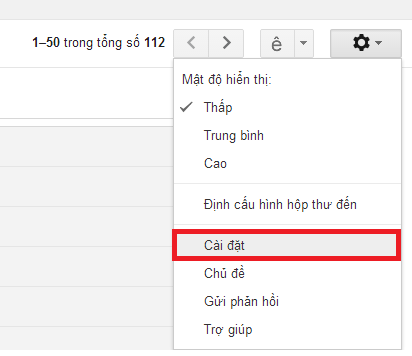 1–50 trong tổng số 112
ê
Mật độ hiển thị:
Thấp
Trung bình
Cao
Định cấu hình hộp thư đến
Cài đặt
Chủ đề
Gửi phản hồi
Trợ giúp